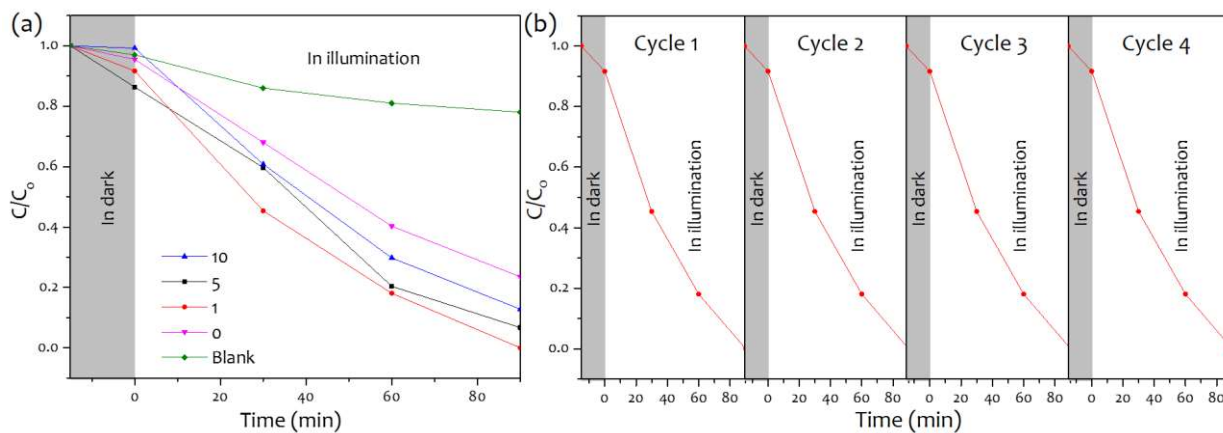 (a)
In illumination
In dark
10
5
1
0
Blank
C/C₀
1.0
0.8
0.6
0.4
0.2
0.0
0 20 40 60 80
Time (min)
(b)
Cycle 1 Cycle 2 Cycle 3 Cycle 4
In dark In illumination In dark In illumination In dark In illumination In dark In illumination
C/C₀
1.0
0.8
0.6
0.4
0.2
0.0
0 20 40 60 80 0 20 40 60 80 0 20 40 60 80 0 20 40 60 80
Time (min)